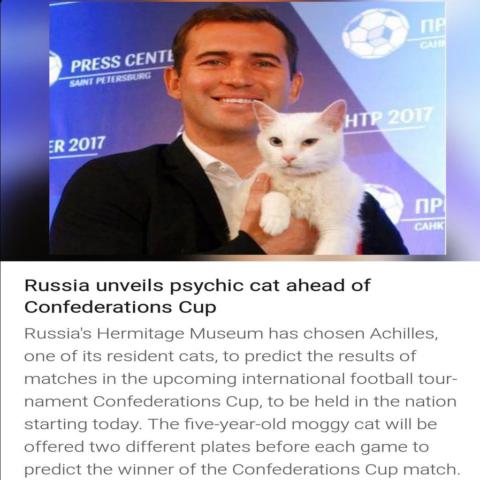 PRESS CENTE
SAINT PETERSBURG
ПР
САНК
НТР 2017
ER 2017
ПР
САНК
Russia unveils psychic cat ahead of
Confederations Cup
Russia's Hermitage Museum has chosen Achilles,
one of its resident cats, to predict the results of
matches in the upcoming international football tour-
nament Confederations Cup, to be held in the nation
starting today. The five-year-old moggy cat will be
offered two different plates before each game to
predict the winner of the Confederations Cup match.